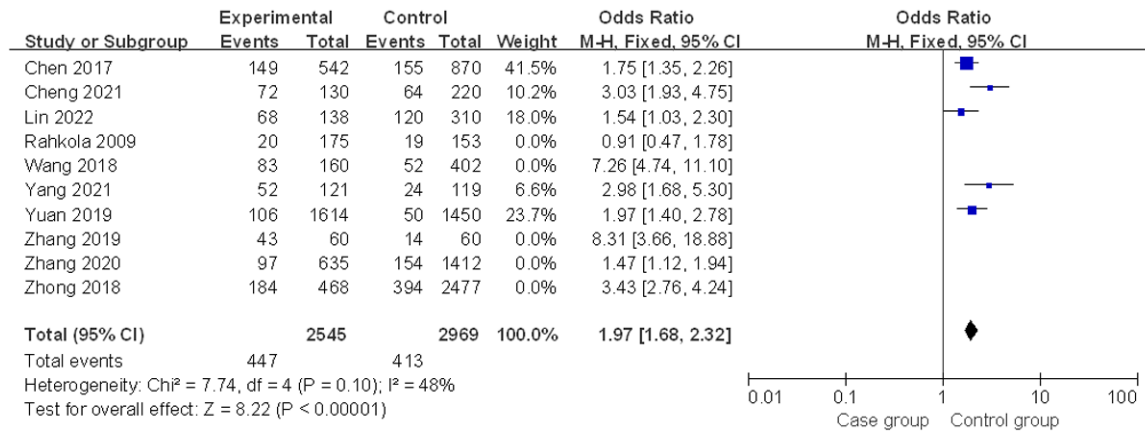 Experimental Control Odds Ratio Odds Ratio
Study or Subgroup Events Total Events Total Weight M-H, Fixed, 95% CI M-H, Fixed, 95% CI
Chen 2017 149 542 155 870 41.5% 1.75 [1.35, 2.26]
Cheng 2021 72 130 64 220 10.2% 3.03 [1.93, 4.75]
Lin 2022 68 138 120 310 18.0% 1.54 [1.03, 2.30]
Rahkola 2009 20 175 19 153 0.0% 0.91 [0.47, 1.78]
Wang 2018 83 160 52 402 0.0% 7.26 [4.74, 11.10]
Yang 2021 52 121 24 119 6.6% 2.98 [1.68, 5.30]
Yuan 2019 106 1614 50 1450 23.7% 1.97 [1.40, 2.78]
Zhang 2019 43 60 14 60 0.0% 8.31 [3.66, 18.88]
Zhang 2020 97 635 154 1412 0.0% 1.47 [1.12, 1.94]
Zhong 2018 184 468 394 2477 0.0% 3.43 [2.76, 4.24]
Total (95% CI) 2545 2969 100.0% 1.97 [1.68, 2.32]
Total events 447 413
Heterogeneity: Chi² = 7.74, df = 4 (P = 0.10); I² = 48%
Test for overall effect: Z = 8.22 (P < 0.00001)
0.01 0.1 1 10 100
Case group Control group